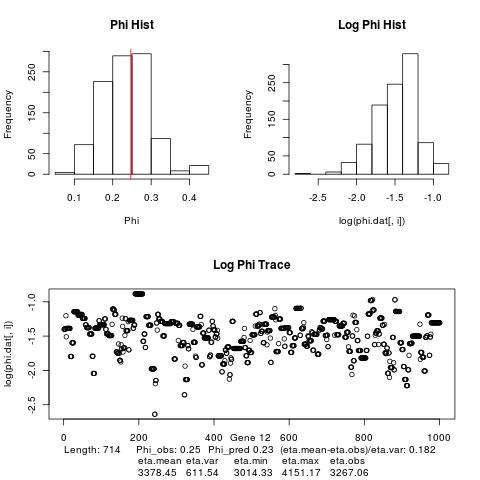 Phi Hist
Log Phi Hist
Frequency
0
50
150
250
0.1 0.2 0.3 0.4
Phi
Frequency
0
50
150
250
-2.5 -2.0 -1.5 -1.0
log(phi.dat[, i])
Log Phi Trace
log(phi.dat[, i])
-1.0
-1.5
-2.0
-2.5
0 200 400 600 800 1000
Gene 12
Length: 714 Phi_obs: 0.25 Phi_pred 0.23 (eta.mean-eta.obs)/eta.var: 0.182
eta.mean eta.var eta.min eta.max eta.obs
3378.45 611.54 3014.33 4151.17 3267.06